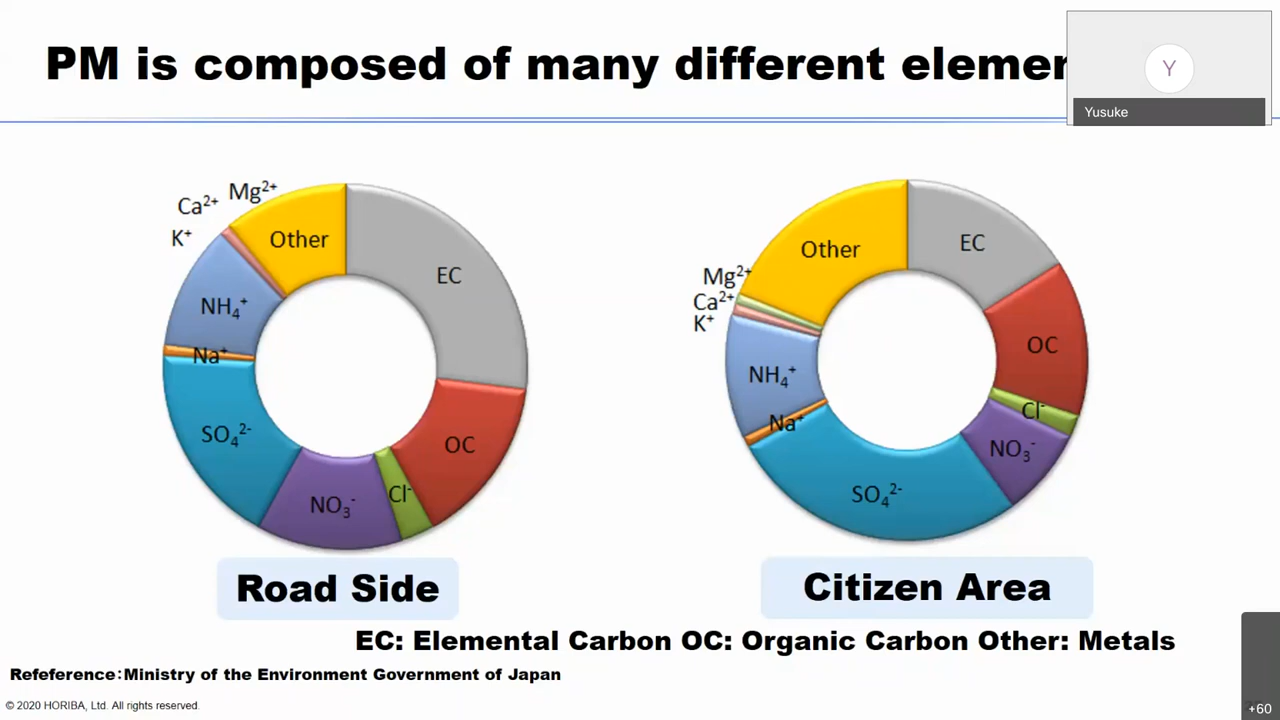 PM is composed of many different elemen
Y
Yusuke
Mg²⁺
Ca²⁺
K⁺
Other
EC
NH₄⁺
Na⁺
SO₄²⁻
OC
NO₃⁻
Cl⁻
Other
EC
Mg²⁺
Ca²⁺
K⁺
OC
NH₄⁺
Cl⁻
Na⁺
NO₃⁻
SO₄²⁻
Road Side
Citizen Area
EC: Elemental Carbon OC: Organic Carbon Other: Metals
Refeference:Ministry of the Environment Government of Japan
© 2020 HORIBA, Ltd. All rights reserved.
+60